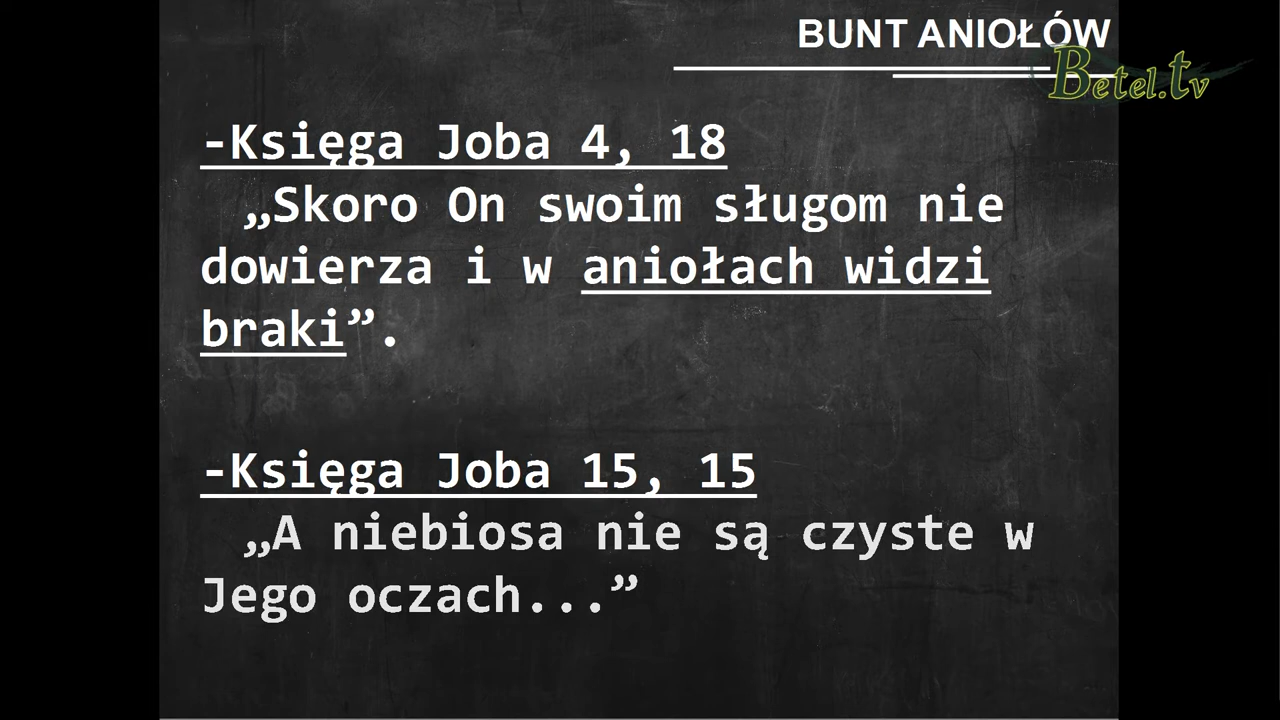 BUNT ANIOŁÓW
Betel.tv
-Księga Joba 4, 18
„Skoro On swoim sługom nie
dowierza i w aniołach widzi
braki”.
-Księga Joba 15, 15
„A niebiosa nie są czyste w
Jego oczach...”